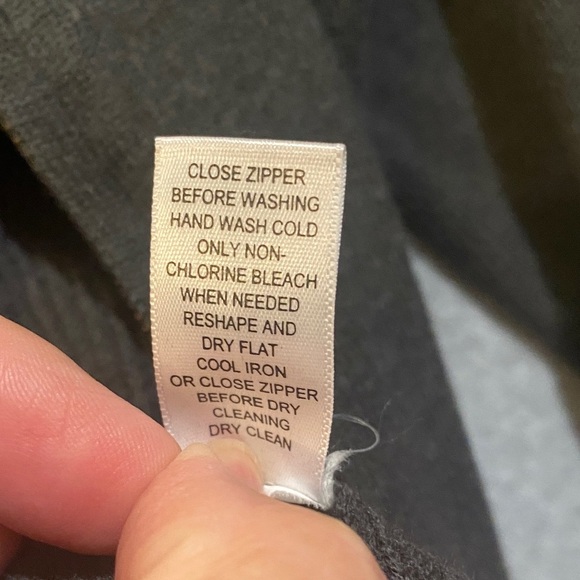 CLOSE ZIPPER
BEFORE WASHING
HAND WASH COLD
ONLY NON-
CHLORINE BLEACH
WHEN NEEDED
RESHAPE AND
DRY FLAT
COOL IRON
OR CLOSE ZIPPER
BEFORE DRY
CLEANING
DRY CLEAN